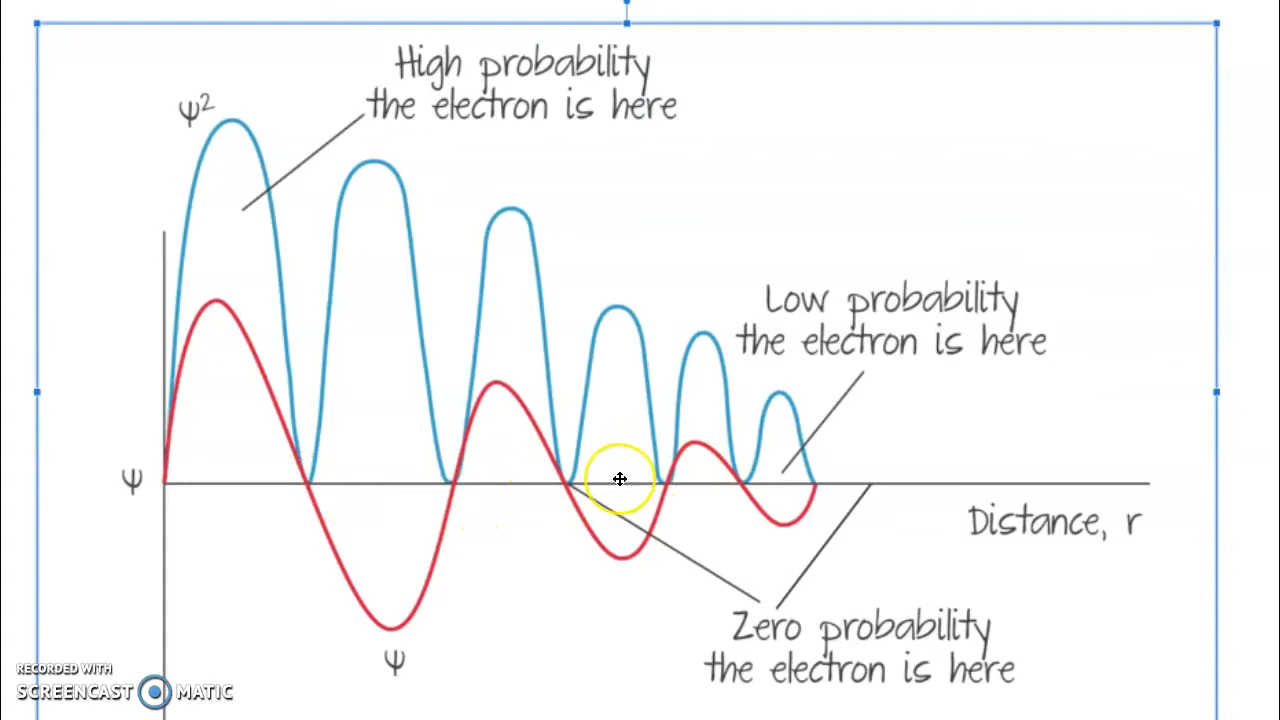 High probability
the electron is here
ψ2
Low probability
the electron is here
ψ
Distance, r
Zero probability
the electron is here
ψ
RECORDED WITH
SCREENCAST MATIC